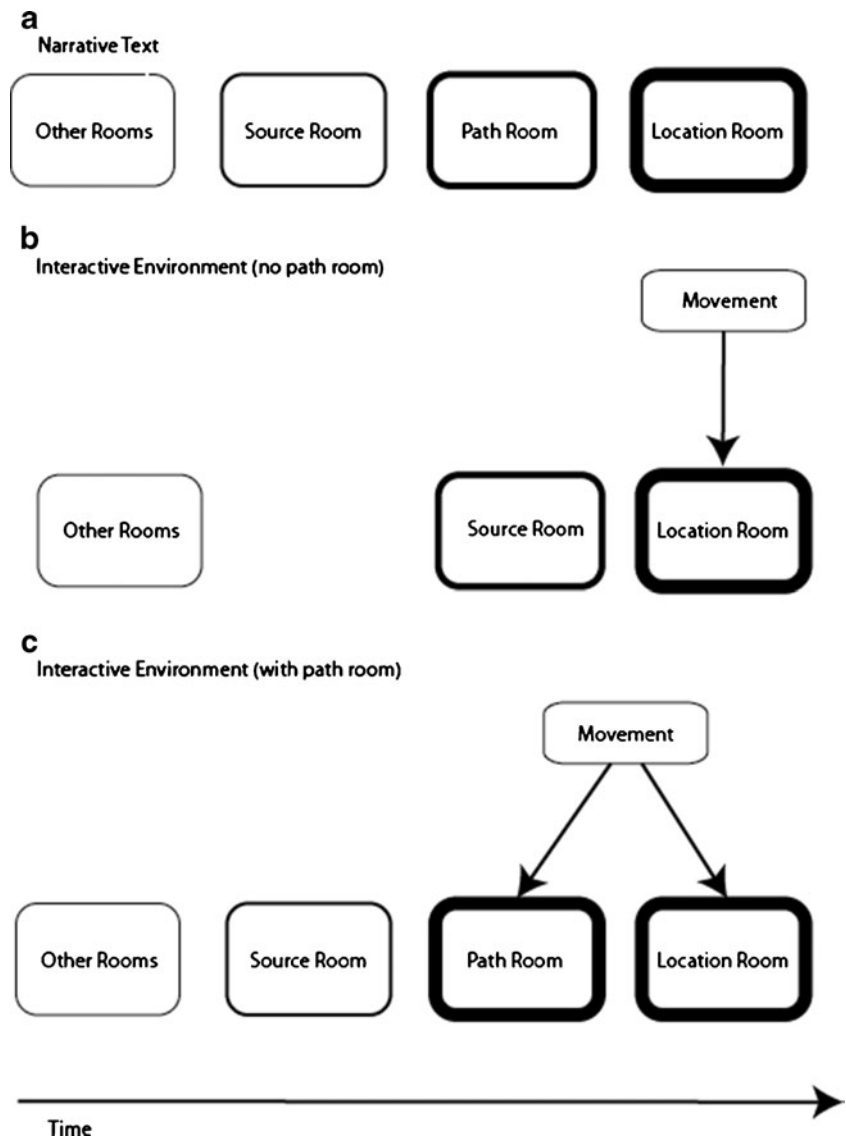 a
Narrative Text
Other Rooms
Source Room
Path Room
Location Room
b
Interactive Environment (no path room)
Movement
Other Rooms
Source Room
Location Room
c
Interactive Environment (with path room)
Movement
Other Rooms
Source Room
Path Room
Location Room
Time